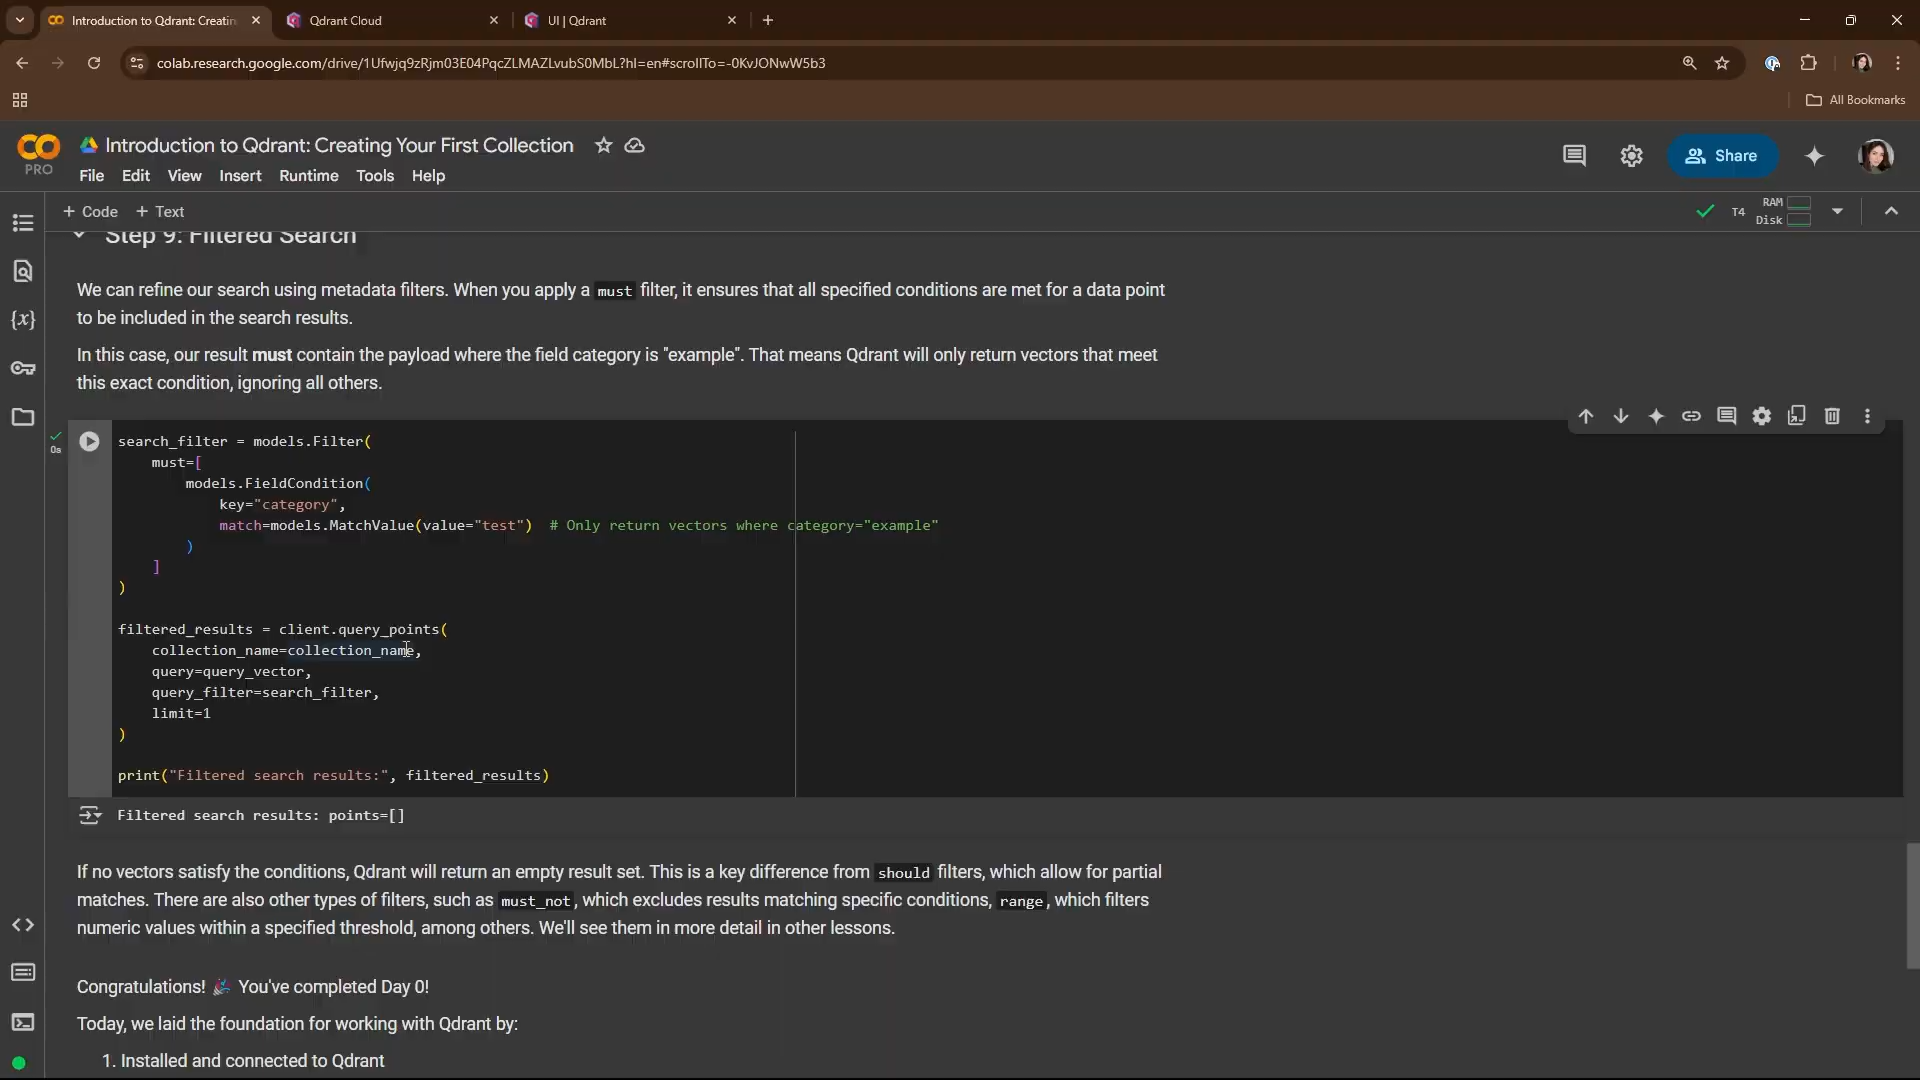 Introduction to Qdrant: Creatin
Qdrant Cloud
UI | Qdrant
colab.research.google.com/drive/1Ufwjq9zRjm03E04PqcZLMAZLvubS0MbL?hl=en#scrollTo=-0KvJONwW5b3
All Bookmarks
PRO
Introduction to Qdrant: Creating Your First Collection
Share
File Edit View Insert Runtime Tools Help
+ Code + Text
T4
RAM
Disk
Step 9: Filtered Search
We can refine our search using metadata filters. When you apply a must filter, it ensures that all specified conditions are met for a data point
to be included in the search results.
In this case, our result must contain the payload where the field category is "example". That means Qdrant will only return vectors that meet
this exact condition, ignoring all others.
0s
search_filter = models.Filter(
must=[
models.FieldCondition(
key="category",
match=models.MatchValue(value="test") # Only return vectors where category="example"
)
]
)
filtered_results = client.query_points(
collection_name=collection_name,
query=query_vector,
query_filter=search_filter,
limit=1
)
print("Filtered search results:", filtered_results)
Filtered search results: points=[]
If no vectors satisfy the conditions, Qdrant will return an empty result set. This is a key difference from should filters, which allow for partial
matches. There are also other types of filters, such as must_not, which excludes results matching specific conditions, range, which filters
numeric values within a specified threshold, among others. We'll see them in more detail in other lessons.
Congratulations! 🎉 You've completed Day 0!
Today, we laid the foundation for working with Qdrant by:
1. Installed and connected to Qdrant